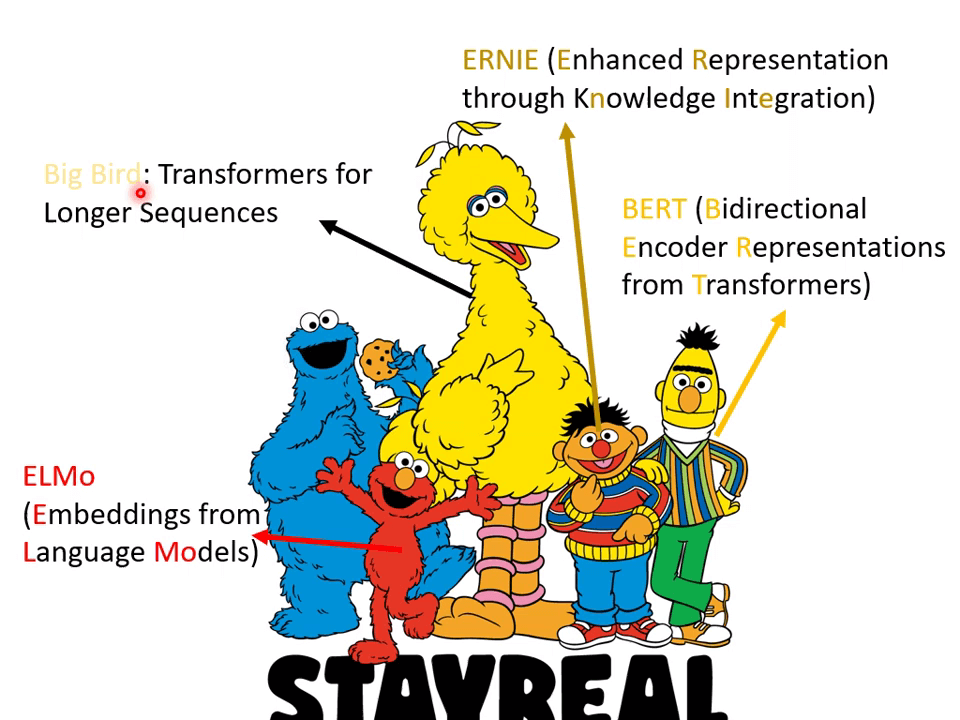 ERNIE (Enhanced Representation
through Knowledge Integration)
Big Bird: Transformers for
Longer Sequences
BERT (Bidirectional
Encoder Representations
from Transformers)
ELMo
(Embeddings from
Language Models)
STAYREAL